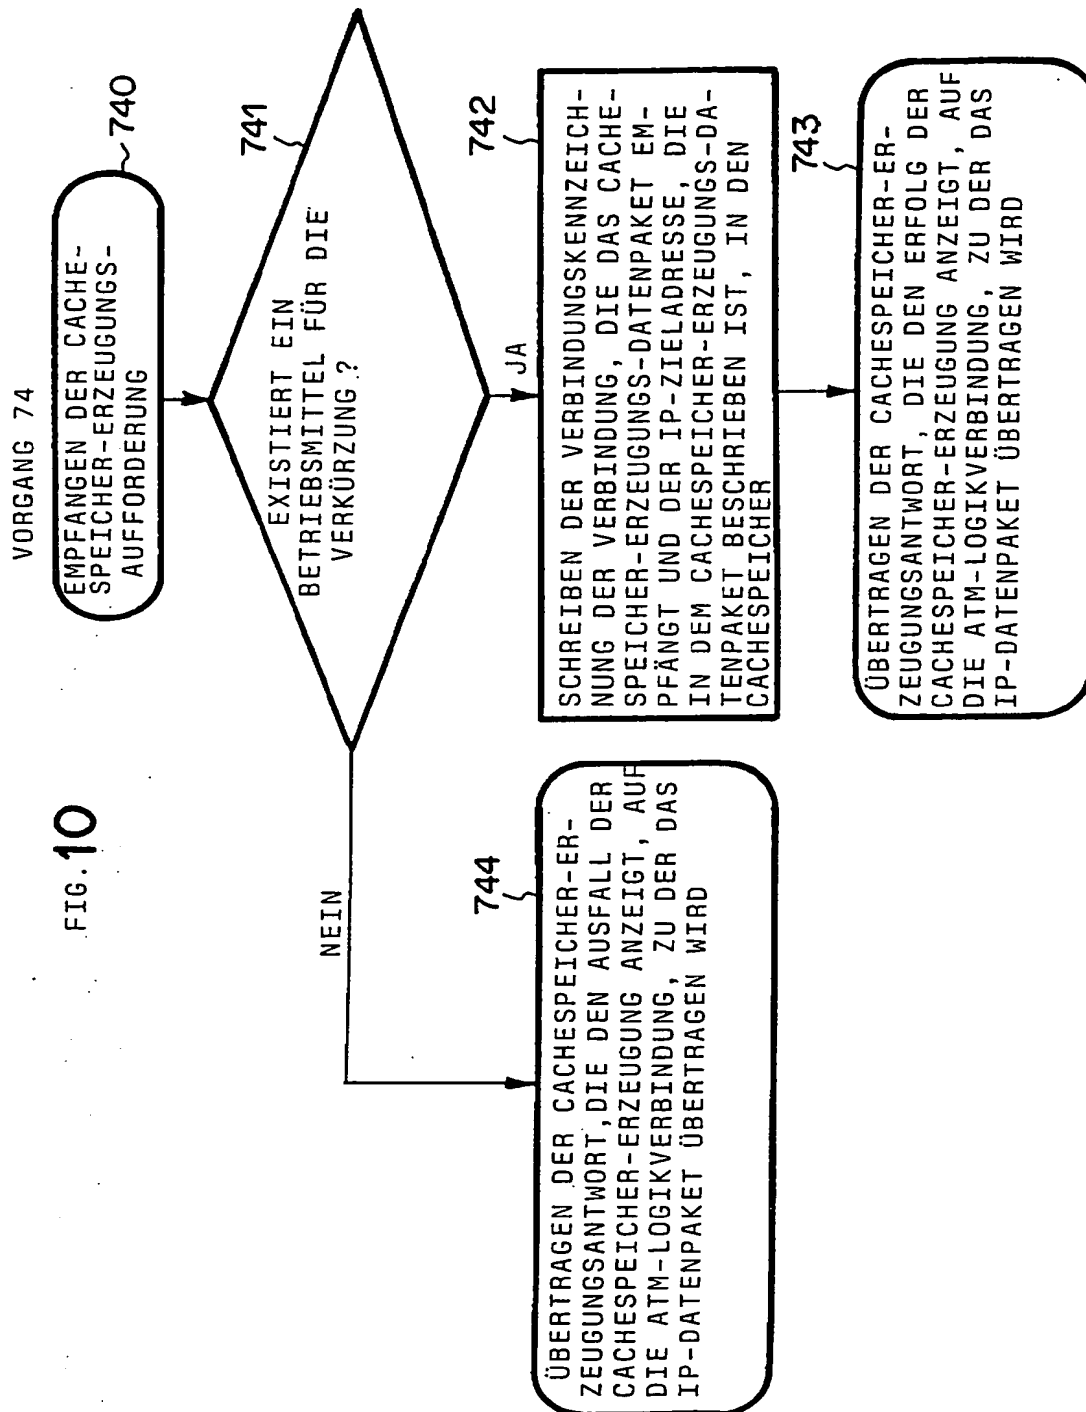 FIG. 10
VORGANG 74
EMPFANGEN DER CACHE-
SPEICHER-ERZEUGUNGS-
AUFFORDERUNG
740
EXISTIERT EIN
BETRIEBSMITTEL FÜR DIE
VERKÜRZUNG?
741
NEIN
JA
SCHREIBEN DER VERBINDUNGSKENNZEICH-
NUNG DER VERBINDUNG, DIE DAS CACHE-
SPEICHER-ERZEUGUNGS-DATENPAKET EM-
PFÄNGT UND DER IP-ZIELADRESSE, DIE
IN DEM CACHESPEICHER-ERZEUGUNGS-DA-
TENPAKET BESCHRIEBEN IST, IN DEN
CACHESPEICHER
742
ÜBERTRAGEN DER CACHESPEICHER-ER-
ZEUGUNGSANTWORT, DIE DEN ERFOLG DER
CACHESPEICHER-ERZEUGUNG ANZEIGT, AUF
DIE ATM-LOGIKVERBINDUNG, ZU DER DAS
IP-DATENPAKET ÜBERTRAGEN WIRD
743
ÜBERTRAGEN DER CACHESPEICHER-ER-
ZEUGUNGSANTWORT, DIE DEN AUSFALL DER
CACHESPEICHER-ERZEUGUNG ANZEIGT, AUF
DIE ATM-LOGIKVERBINDUNG, ZU DER DAS
IP-DATENPAKET ÜBERTRAGEN WIRD
744